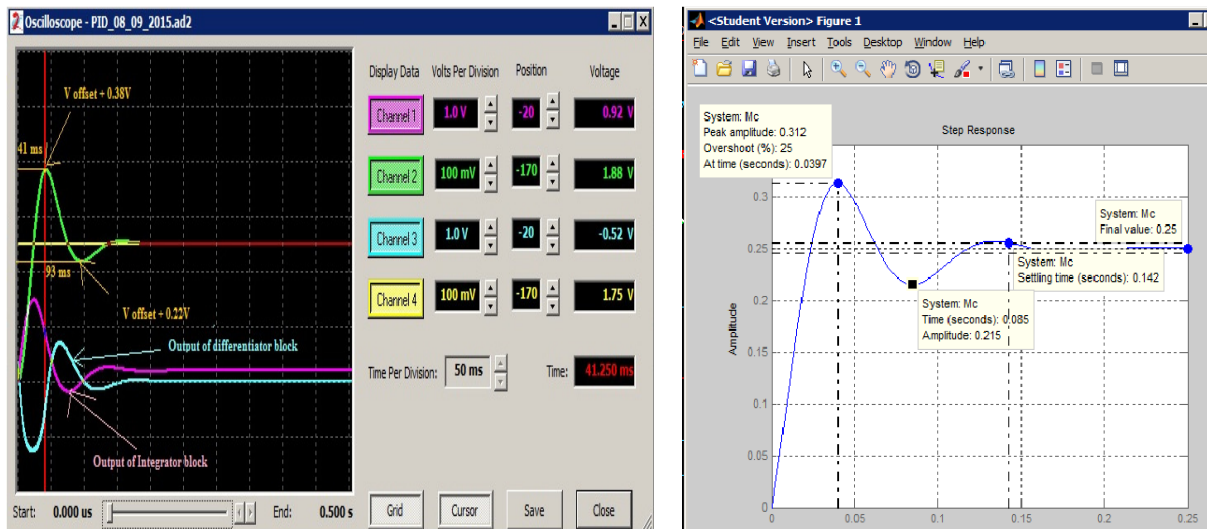 Oscilloscope - PID_08_09_2015.ad2
V offset + 0.38V
41 ms
93 ms
V offset + 0.22V
Output of differentiator block
Output of Integrator block
Display Data Volts Per Division Position Voltage
Channel 1 1.0 V -20 0.92 V
Channel 2 100 mV -170 1.88 V
Channel 3 1.0 V -20 -0.52 V
Channel 4 100 mV -170 1.75 V
Time Per Division: 50 ms Time: 41.250 ms
Start: 0.000 us End: 0.500 s Grid Cursor Save Close
<Student Version> Figure 1
File Edit View Insert Tools Desktop Window Help
System: Mc
Peak amplitude: 0.312
Overshoot (%): 25
At time (seconds): 0.0397
Step Response
System: Mc
Final value: 0.25
System: Mc
Settling time (seconds): 0.142
System: Mc
Time (seconds): 0.085
Amplitude: 0.215
Amplitude
0.3
0.25
0.2
0.15
0.1
0.05
0
0 0.05 0.1 0.15 0.2 0.25